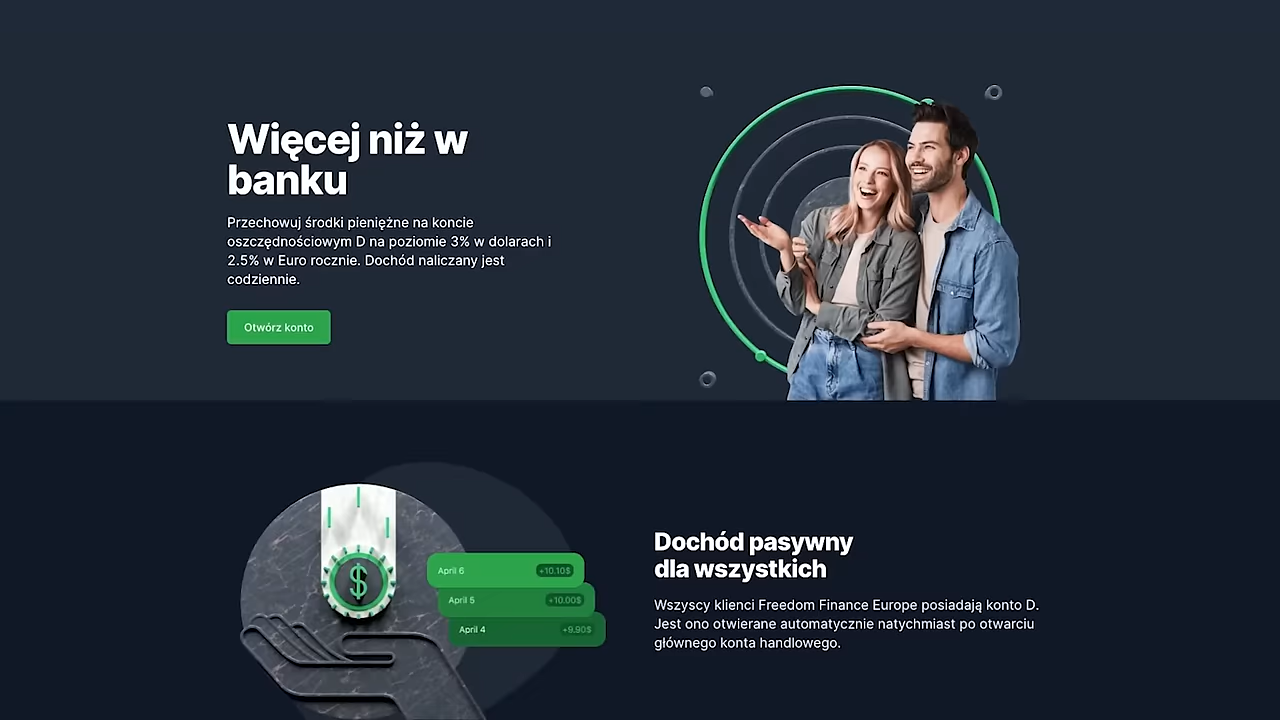 Więcej niż w
banku
Przechowuj środki pieniężne na koncie
oszczędnościowym D na poziomie 3% w dolarach i
2.5% w Euro rocznie. Dochód naliczany jest
codziennie.
Otwórz konto
$
April 6 +10.10$
April 5 +10.00$
April 4 +9.90$
Dochód pasywny
dla wszystkich
Wszyscy klienci Freedom Finance Europe posiadają konto D.
Jest ono otwierane automatycznie natychmiast po otwarciu
głównego konta handlowego.